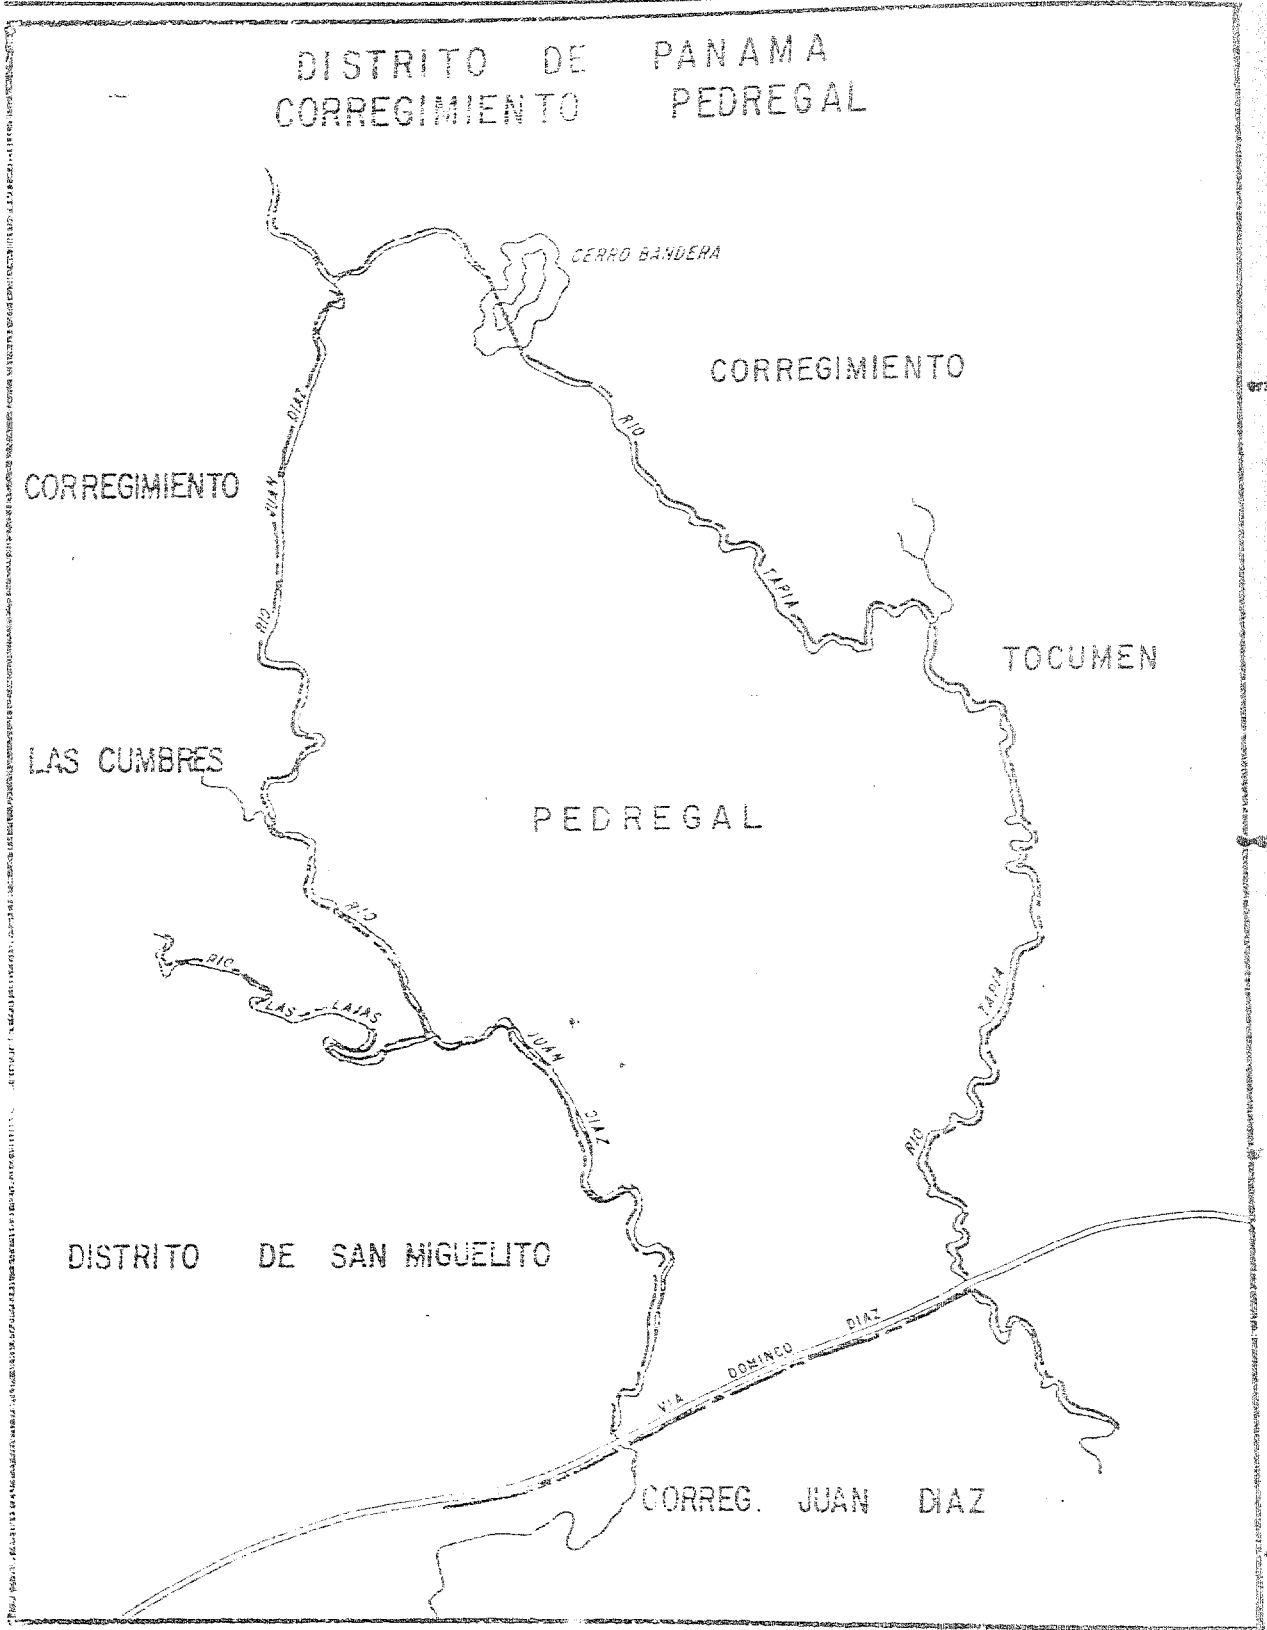 DISTRITO DE PANAMA
CORREGIMIENTO PEDREGAL
CERRO BANDERA
CORREGIMIENTO
RIO
JUAN DIAZ
CORREGIMIENTO
RIO
TAPIA
TOCUMEN
LAS CUMBRES
PEDREGAL
RIO
RIO
LAS LAJAS
JUAN
DIAZ
TAPIA
RIO
DISTRITO DE SAN MIGUELITO
VIA DOMINGO DIAZ
CORREG. JUAN DIAZ